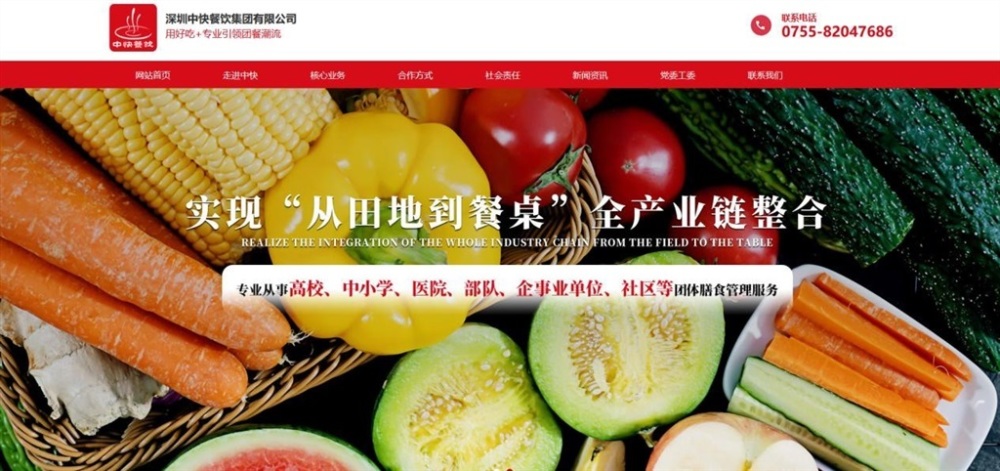 中快餐饮
深圳中快餐饮集团有限公司
用好吃+专业引领团餐潮流
联系电话
0755-82047686
网站首页 走进中快 核心业务 合作方式 社会责任 新闻资讯 党委工委 联系我们
实现“从田地到餐桌”全产业链整合
REALIZE THE INTEGRATION OF THE WHOLE INDUSTRY CHAIN FROM THE FIELD TO THE TABLE
专业从事高校、中小学、医院、部队、企事业单位、社区等团体膳食管理服务